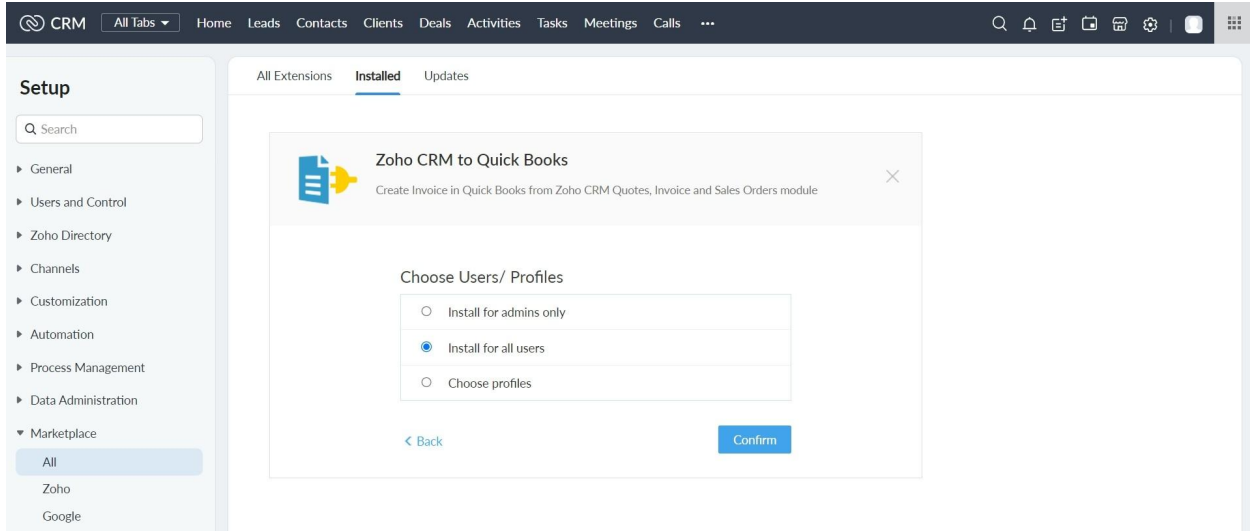 CRM All Tabs Home Leads Contacts Clients Deals Activities Tasks Meetings Calls •••
Setup
Search
General
Users and Control
Zoho Directory
Channels
Customization
Automation
Process Management
Data Administration
Marketplace
All
Zoho
Google
All Extensions Installed Updates
Zoho CRM to Quick Books
Create Invoice in Quick Books from Zoho CRM Quotes, Invoice and Sales Orders module
Choose Users/ Profiles
Install for admins only
Install for all users
Choose profiles
Back Confirm